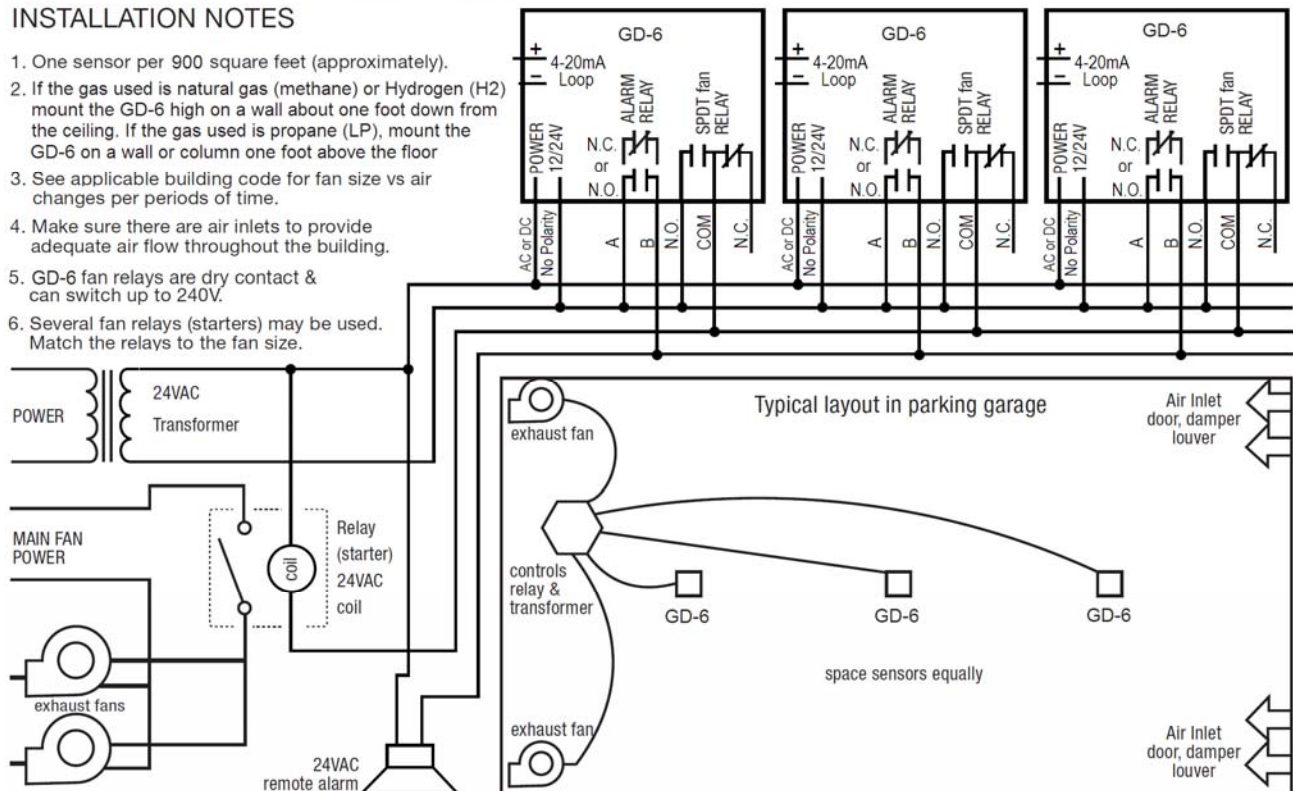 INSTALLATION NOTES
1. One sensor per 900 square feet (approximately).
2. If the gas used is natural gas (methane) or Hydrogen (H2)
mount the GD-6 high on a wall about one foot down from
the ceiling. If the gas used is propane (LP), mount the
GD-6 on a wall or column one foot above the floor
3. See applicable building code for fan size vs air
changes per periods of time.
4. Make sure there are air inlets to provide
adequate air flow throughout the building.
5. GD-6 fan relays are dry contact &
can switch up to 240V.
6. Several fan relays (starters) may be used.
Match the relays to the fan size.
GD-6
+
4-20mA
–
Loop
ALARM
RELAY
SPDT fan
RELAY
POWER
12/24V
N.C.
or
N.O.
AC or DC
No Polarity
A
B
N.O.
COM
N.C.
GD-6
+
4-20mA
–
Loop
ALARM
RELAY
SPDT fan
RELAY
POWER
12/24V
N.C.
or
N.O.
AC or DC
No Polarity
A
B
N.O.
COM
N.C.
GD-6
+
4-20mA
–
Loop
ALARM
RELAY
SPDT fan
RELAY
POWER
12/24V
N.C.
or
N.O.
AC or DC
No Polarity
A
B
N.O.
COM
N.C.
POWER
24VAC
Transformer
MAIN FAN
POWER
coil
Relay
(starter)
24VAC
coil
exhaust fans
24VAC
remote alarm
Typical layout in parking garage
exhaust fan
Air Inlet
door, damper
louver
controls
relay &
transformer
GD-6
GD-6
GD-6
space sensors equally
exhaust fan
Air Inlet
door, damper
louver